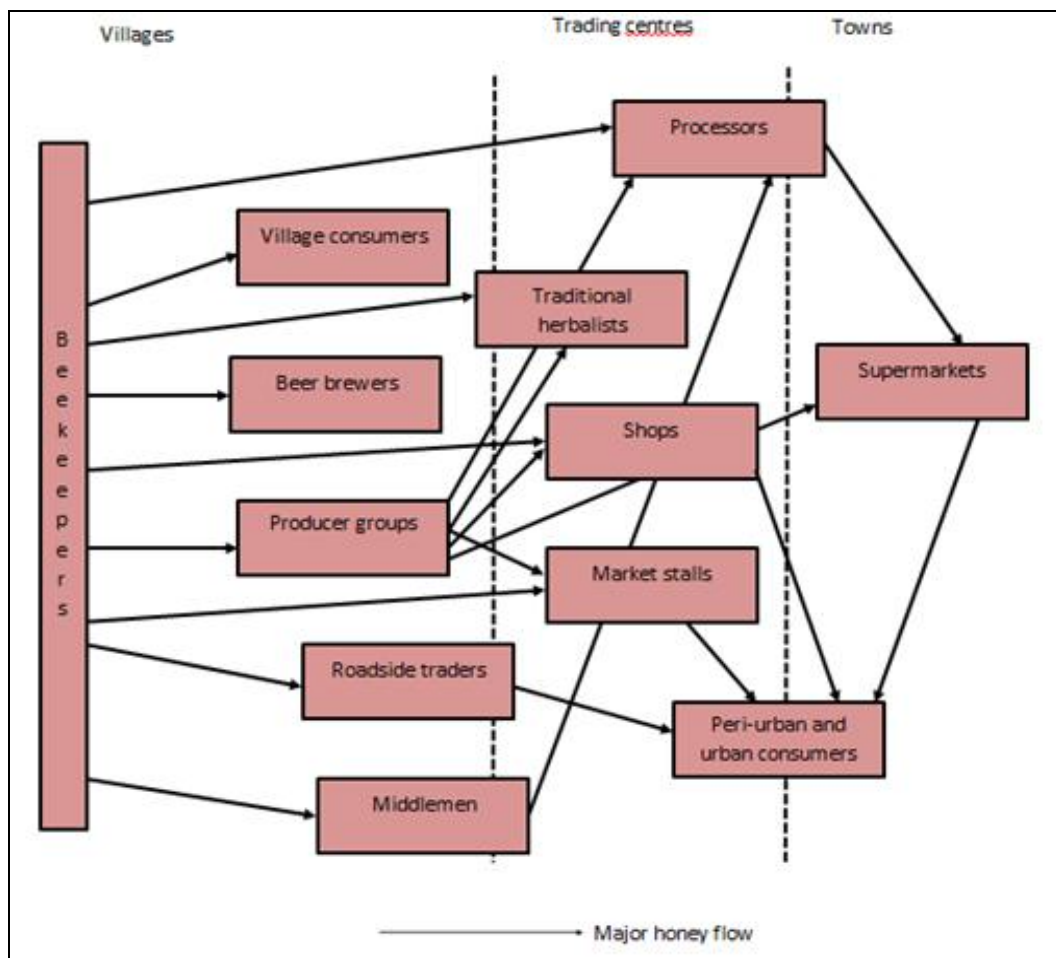 Villages
Trading centres
Towns
Beekeepers
Processors
Village consumers
Traditional
herbalists
Beer brewers
Supermarkets
Shops
Producer groups
Market stalls
Roadside traders
Peri-urban and
urban consumers
Middlemen
Major honey flow